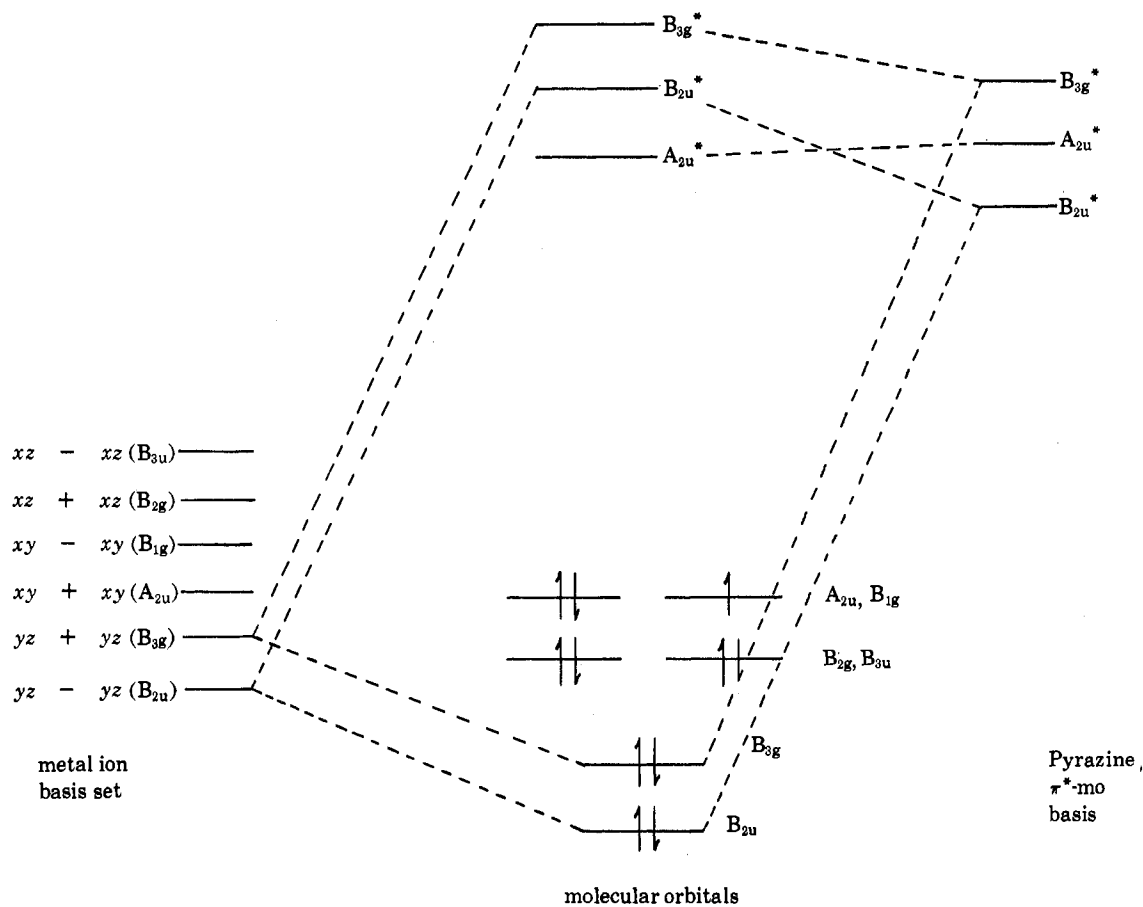 B₃g*
B₂u*
A₂u*
B₃g*
A₂u*
B₂u*
xz − xz (B₃u)
xz + xz (B₂g)
xy − xy (B₁g)
xy + xy (A₂u)
yz + yz (B₃g)
yz − yz (B₂u)
metal ion
basis set
A₂u, B₁g
B₂g, B₃u
B₃g
B₂u
molecular orbitals
Pyrazine
π*-mo
basis